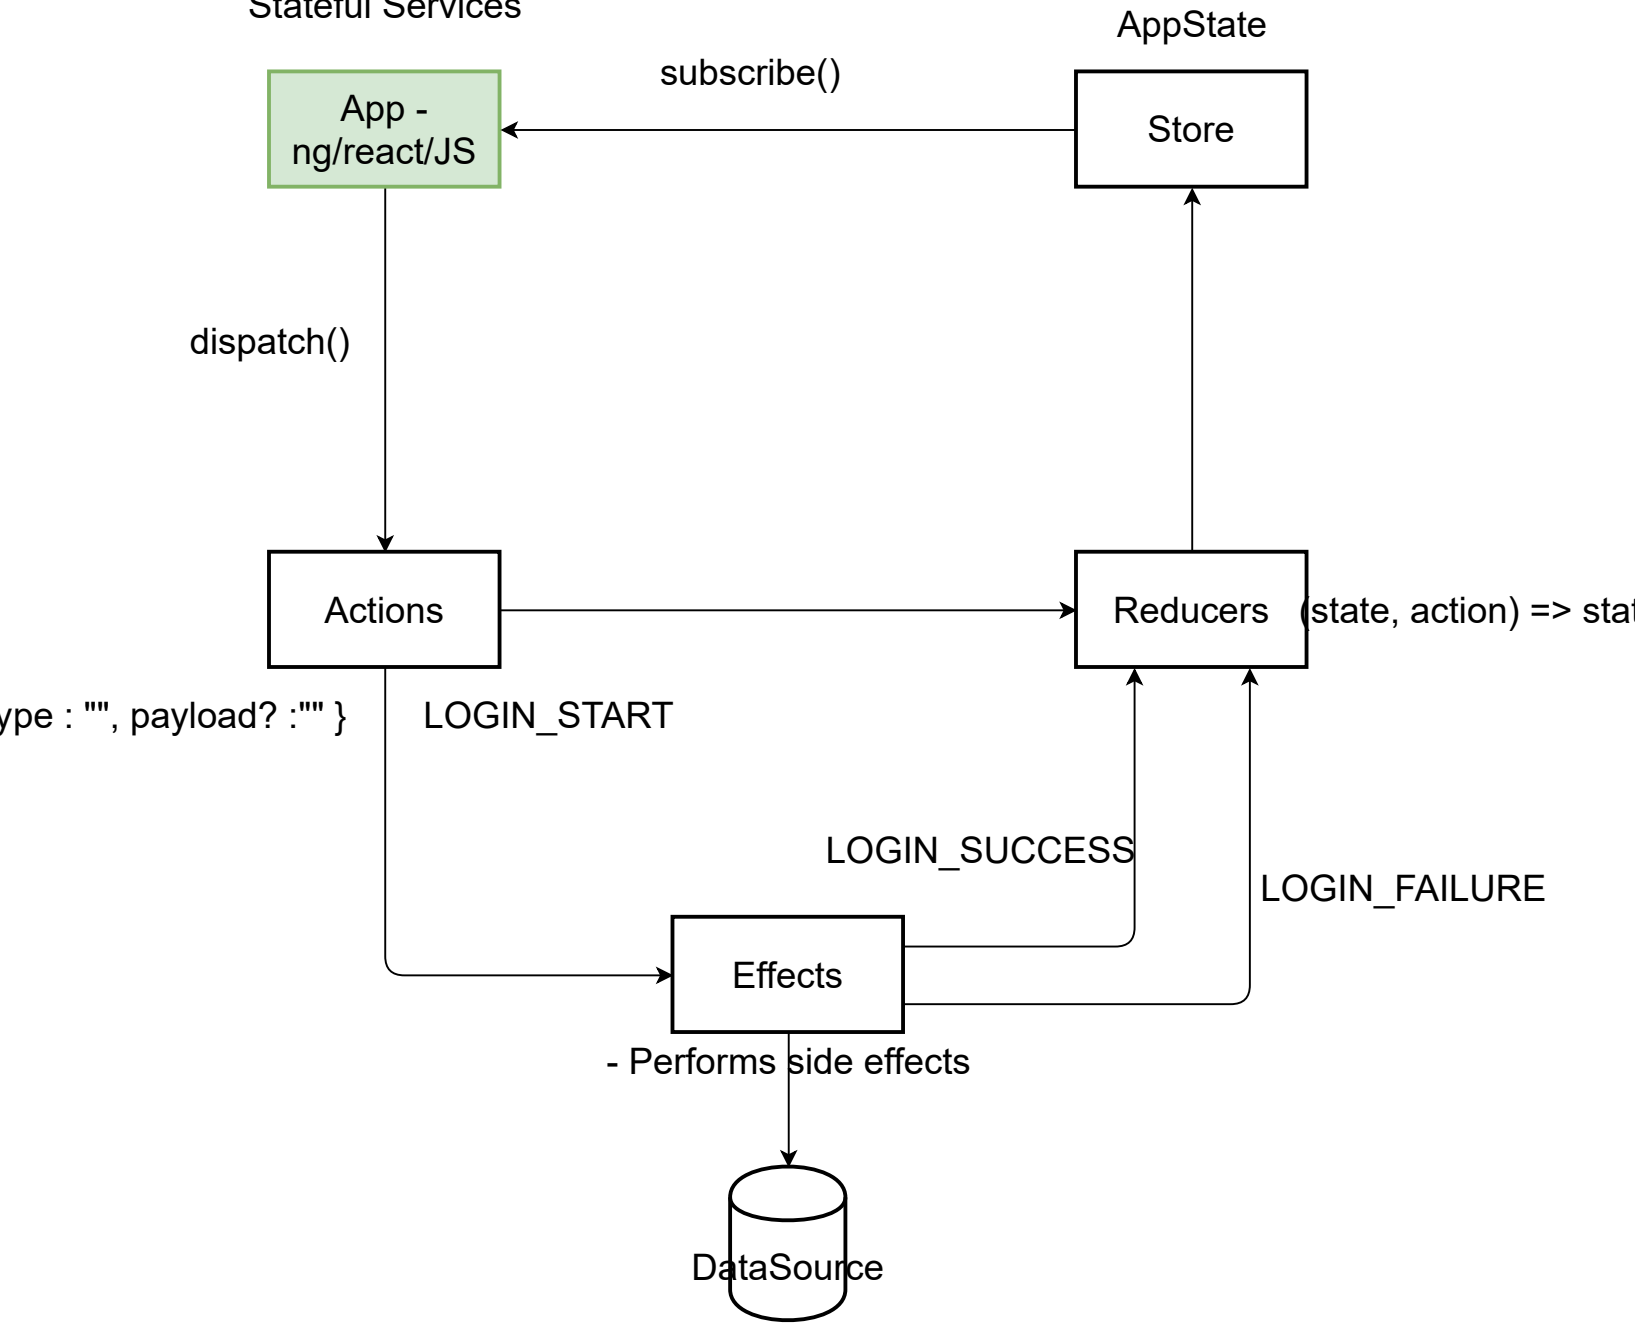 Stateful Services
AppState
subscribe()
App -
ng/react/JS
Store
dispatch()
Actions
Reducers
(state, action) => stat
ype : "", payload? :"" }
LOGIN_START
LOGIN_SUCCESS
LOGIN_FAILURE
Effects
- Performs side effects
DataSource